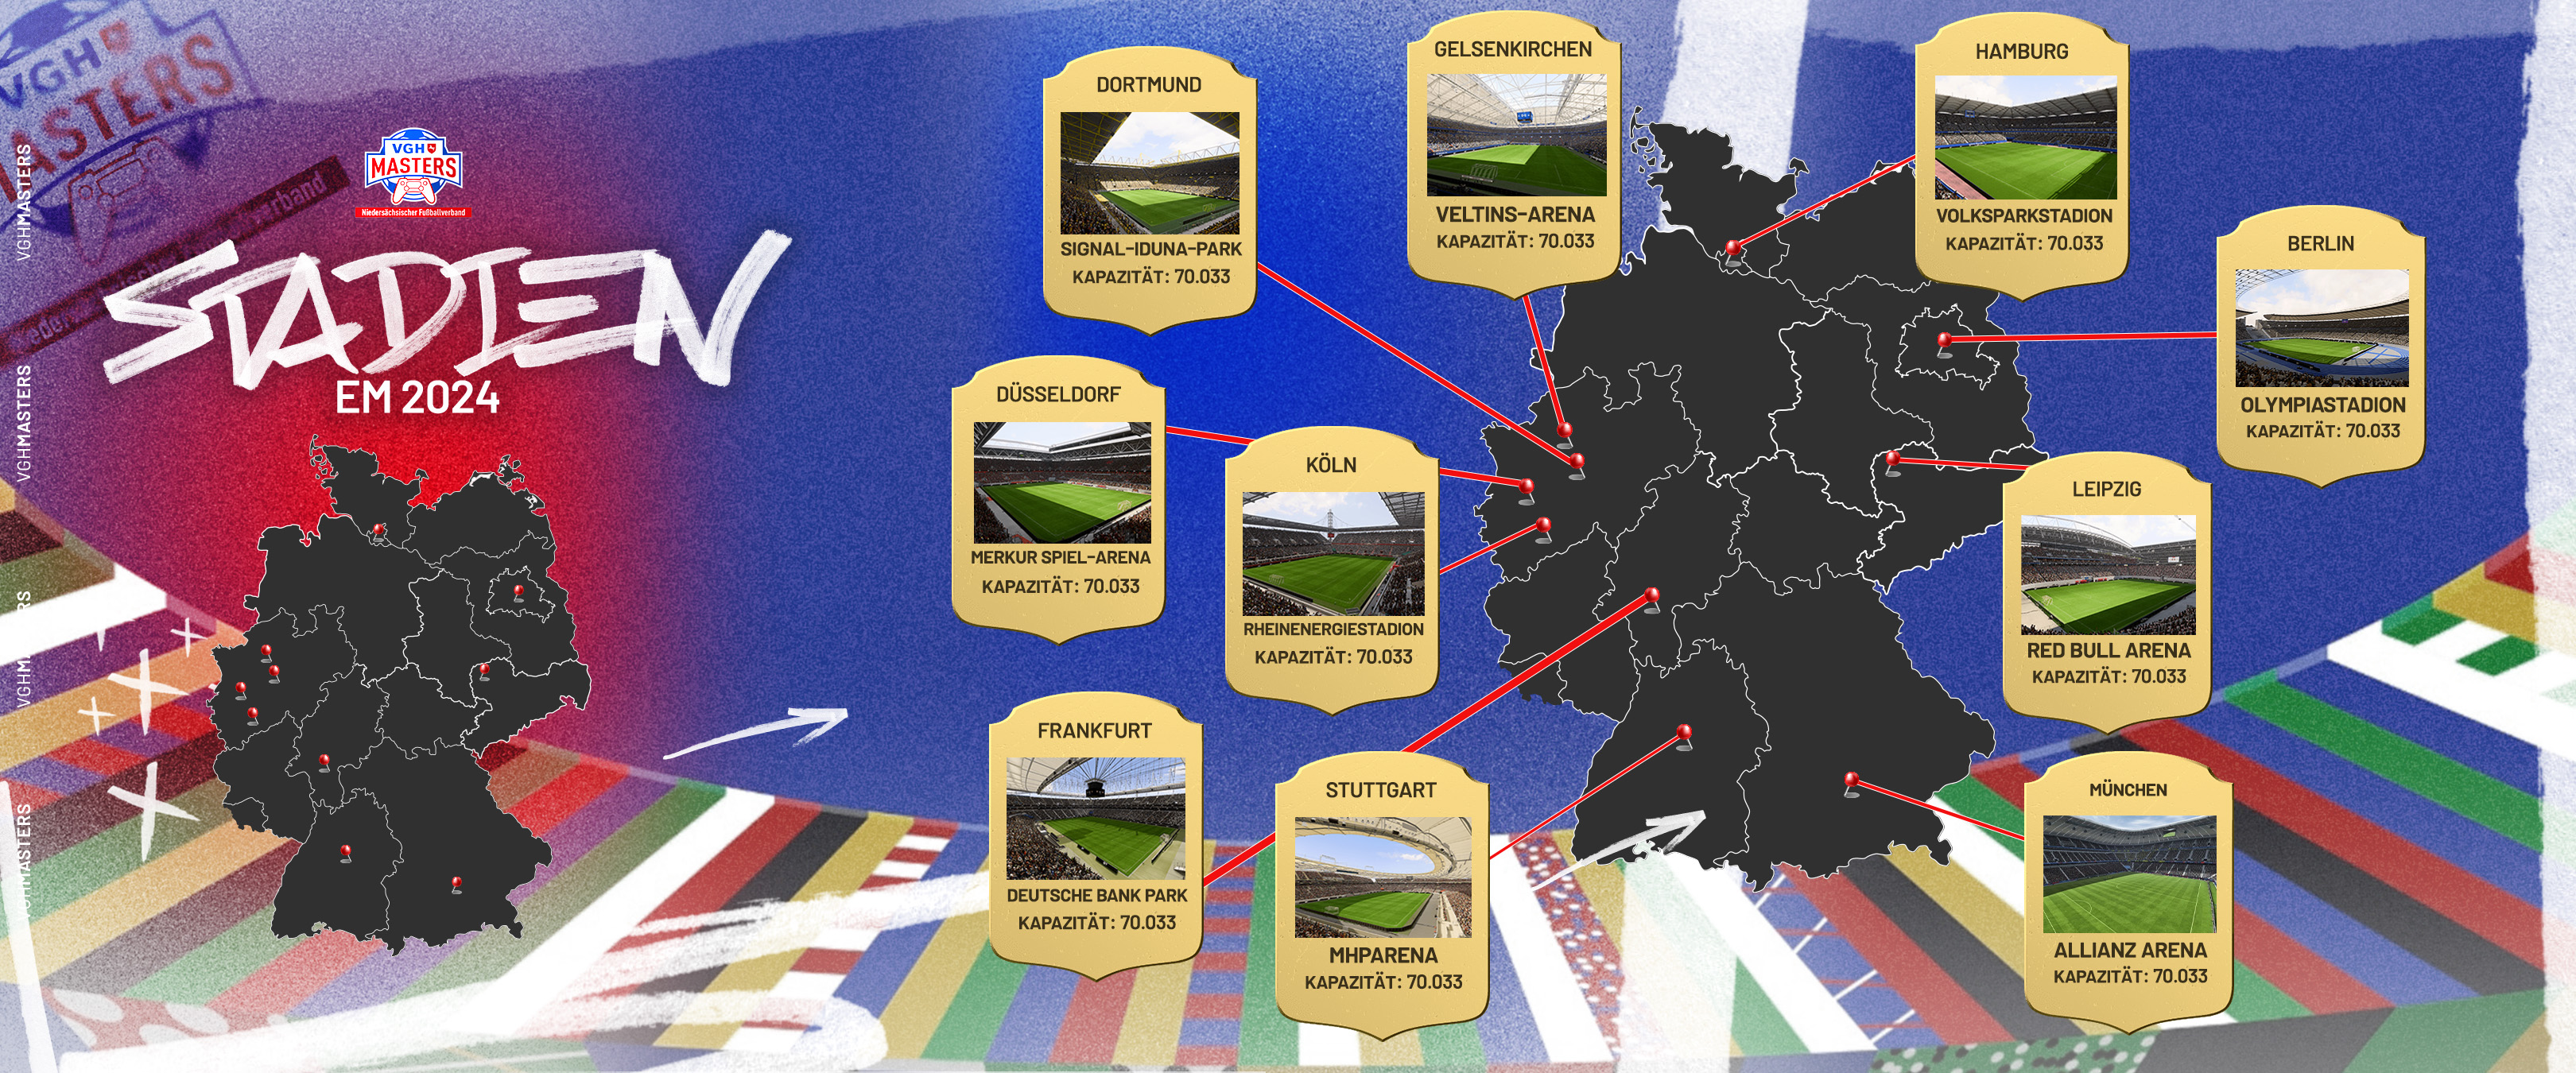 VGH
MASTERS
VGHMASTERS
VGHMASTERS
VGHMASTERS
VGH
MASTERS
Niedersächsischer Fußballverband
STADIEN
EM 2024
DORTMUND
SIGNAL-IDUNA-PARK
KAPAZITÄT: 70.033
GELSENKIRCHEN
VELTINS-ARENA
KAPAZITÄT: 70.033
HAMBURG
VOLKSPARKSTADION
KAPAZITÄT: 70.033
BERLIN
OLYMPIASTADION
KAPAZITÄT: 70.033
DÜSSELDORF
MERKUR SPIEL-ARENA
KAPAZITÄT: 70.033
KÖLN
RHEINENERGIESTADION
KAPAZITÄT: 70.033
LEIPZIG
RED BULL ARENA
KAPAZITÄT: 70.033
FRANKFURT
DEUTSCHE BANK PARK
KAPAZITÄT: 70.033
STUTTGART
MHPARENA
KAPAZITÄT: 70.033
MÜNCHEN
ALLIANZ ARENA
KAPAZITÄT: 70.033